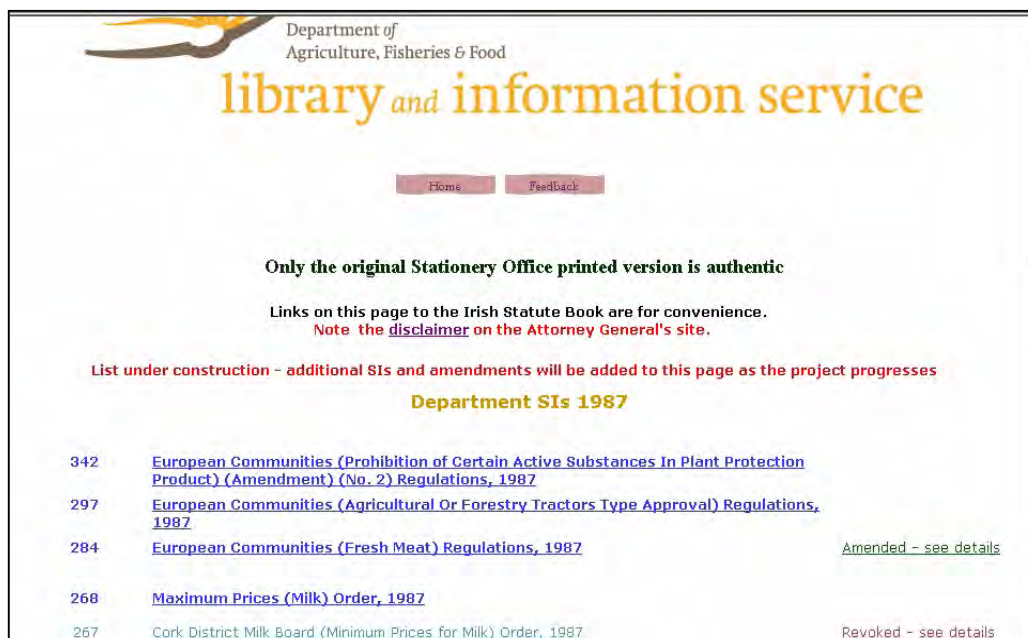 Department of
Agriculture, Fisheries & Food
library and information service
Home Feedback
Only the original Stationery Office printed version is authentic
Links on this page to the Irish Statute Book are for convenience.
Note the disclaimer on the Attorney General's site.
List under construction - additional SIs and amendments will be added to this page as the project progresses
Department SIs 1987
342 European Communities (Prohibition of Certain Active Substances In Plant Protection
Product) (Amendment) (No. 2) Regulations, 1987
297 European Communities (Agricultural Or Forestry Tractors Type Approval) Regulations,
1987
284 European Communities (Fresh Meat) Regulations, 1987 Amended - see details
268 Maximum Prices (Milk) Order, 1987
267 Cork District Milk Board (Minimum Prices for Milk) Order, 1987 Revoked - see details